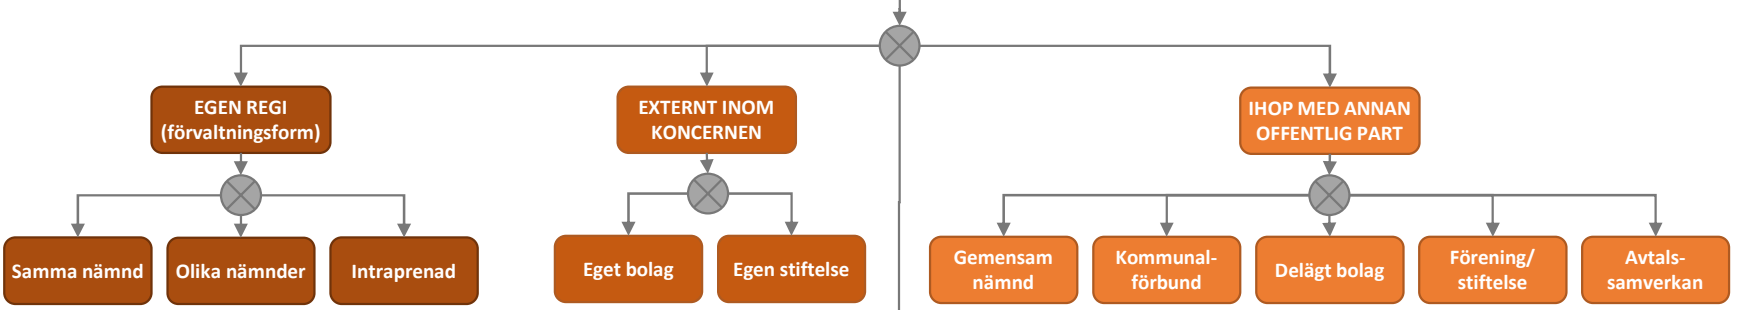 EGEN REGI
(förvaltningsform)
EXTERNT INOM
KONCERNEN
IHOP MED ANNAN
OFFENTLIG PART
Samma nämnd
Olika nämnder
Intraprenad
Eget bolag
Egen stiftelse
Gemensam
nämnd
Kommunal-
förbund
Delägt bolag
Förening/
stiftelse
Avtals-
samverkan